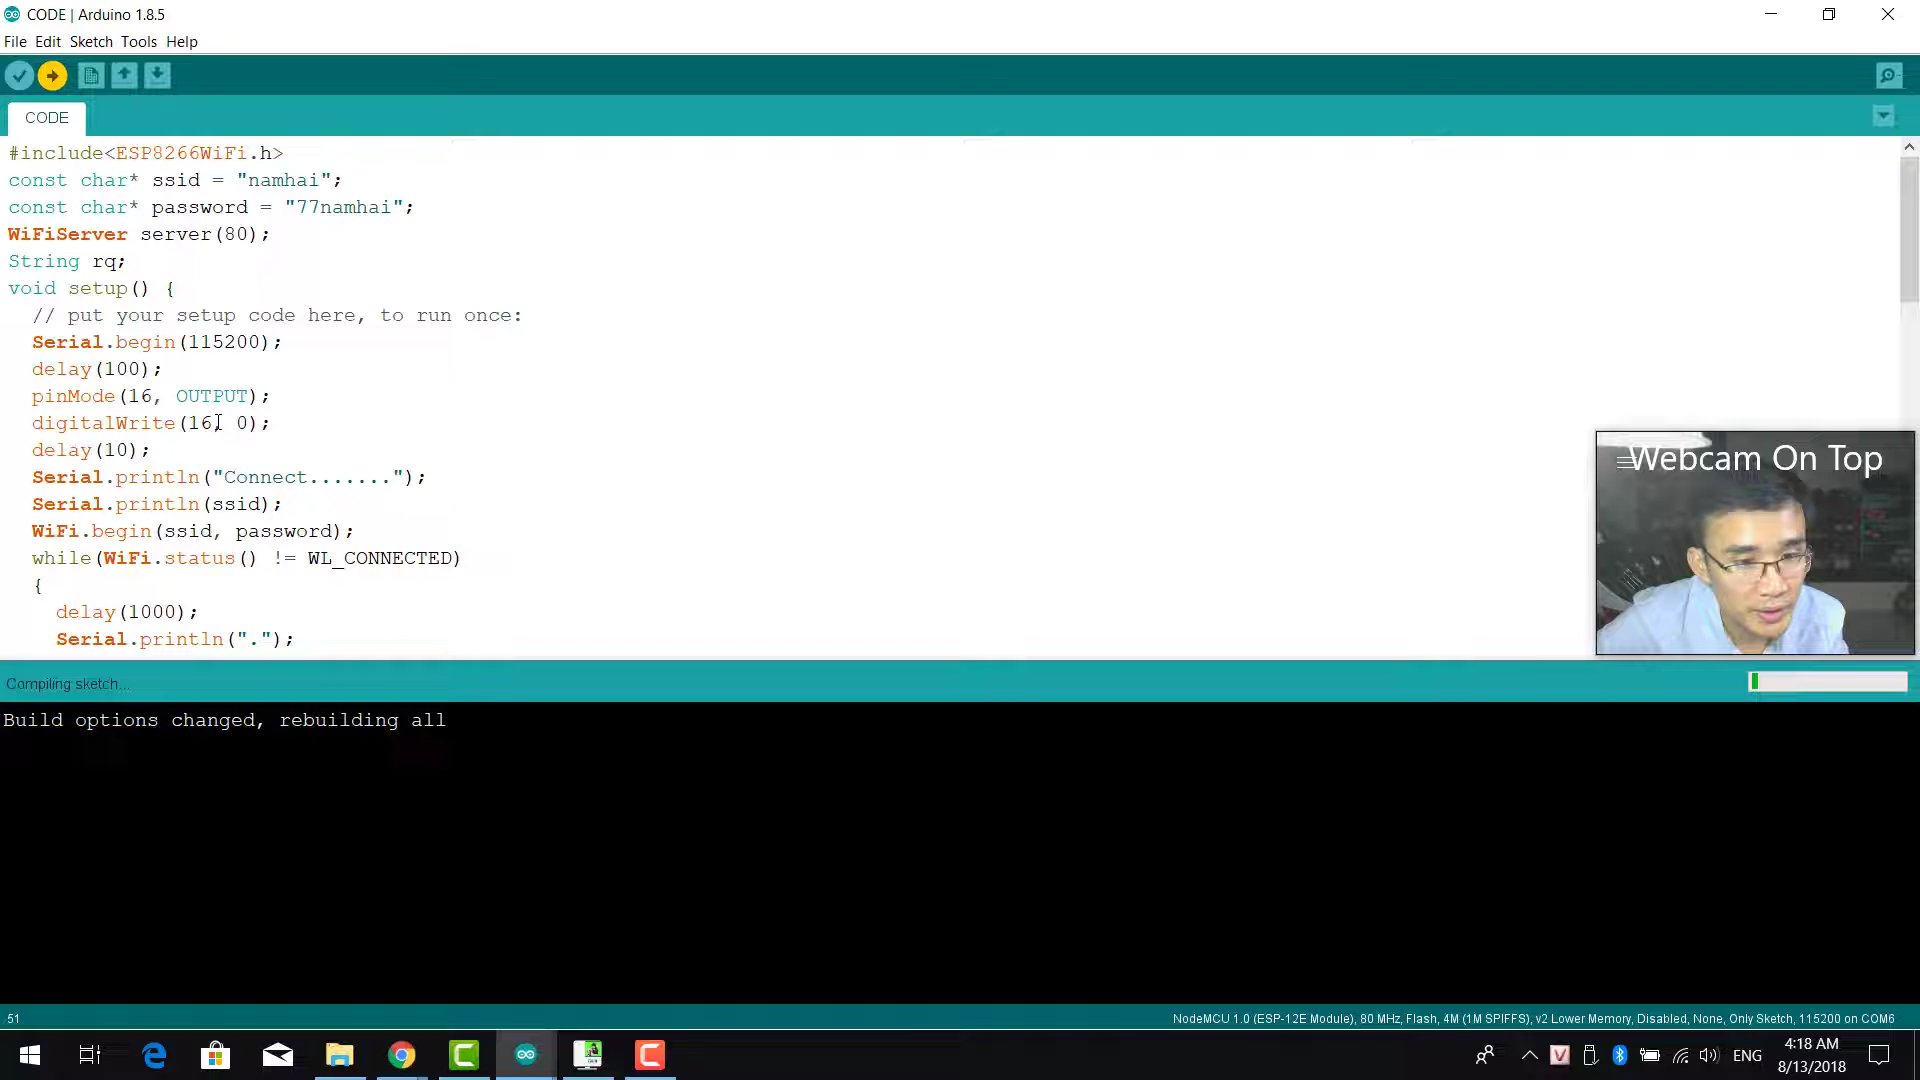 CODE | Arduino 1.8.5
File Edit Sketch Tools Help
CODE
#include<ESP8266WiFi.h>
const char* ssid = "namhai";
const char* password = "77namhai";
WiFiServer server(80);
String rq;
void setup() {
// put your setup code here, to run once:
Serial.begin(115200);
delay(100);
pinMode(16, OUTPUT);
digitalWrite(16, 0);
delay(10);
Serial.println("Connect.......");
Serial.println(ssid);
WiFi.begin(ssid, password);
while(WiFi.status() != WL_CONNECTED)
{
delay(1000);
Serial.println(".");
Webcam On Top
Compiling sketch...
Build options changed, rebuilding all
51
NodeMCU 1.0 (ESP-12E Module), 80 MHz, Flash, 4M (1M SPIFFS), v2 Lower Memory, Disabled, None, Only Sketch, 115200 on COM6
ENG
4:18 AM
8/13/2018